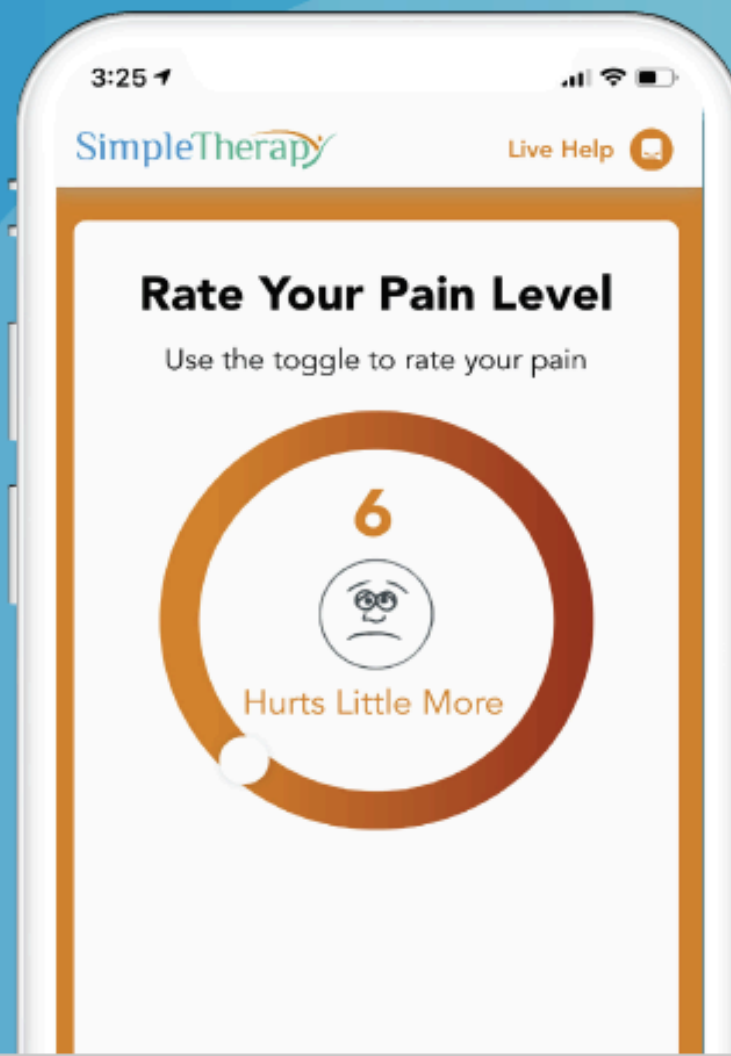 3:25
SimpleTherapy
Live Help
Rate Your Pain Level
Use the toggle to rate your pain
6
Hurts Little More